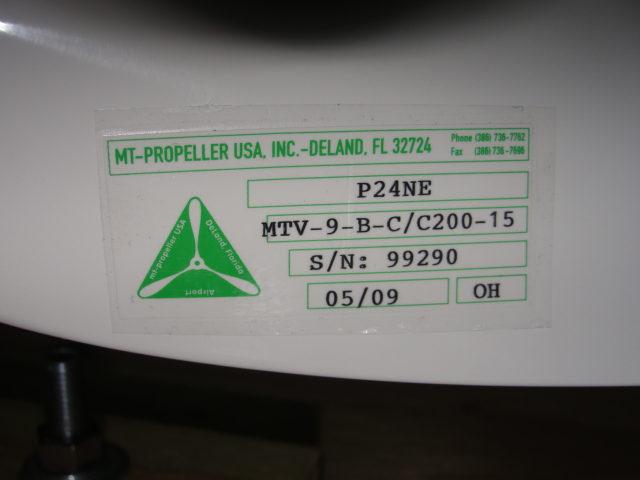 MT-PROPELLER USA, INC.-DELAND, FL 32724
Phone (386) 736-7762
Fax (386) 736-7696
P24NE
MTV-9-B-C/C200-15
S/N: 99290
05/09 OH
mt-propeller USA
DeLand, Florida
Airport